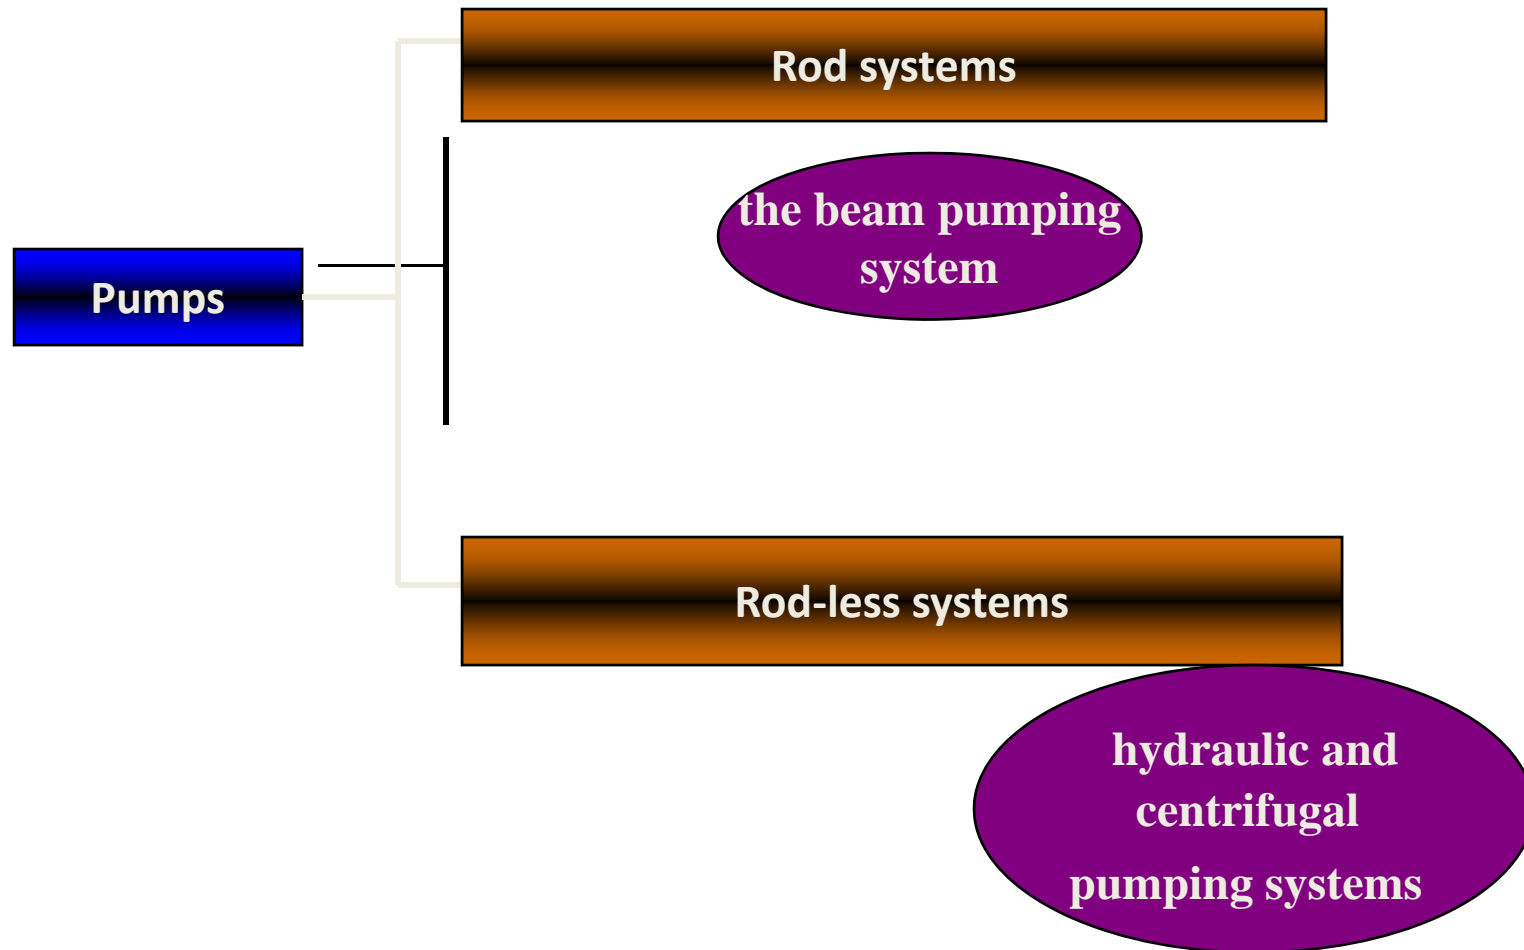 Rod systems
the beam pumping
system
Pumps
Rod-less systems
hydraulic and
centrifugal
pumping systems